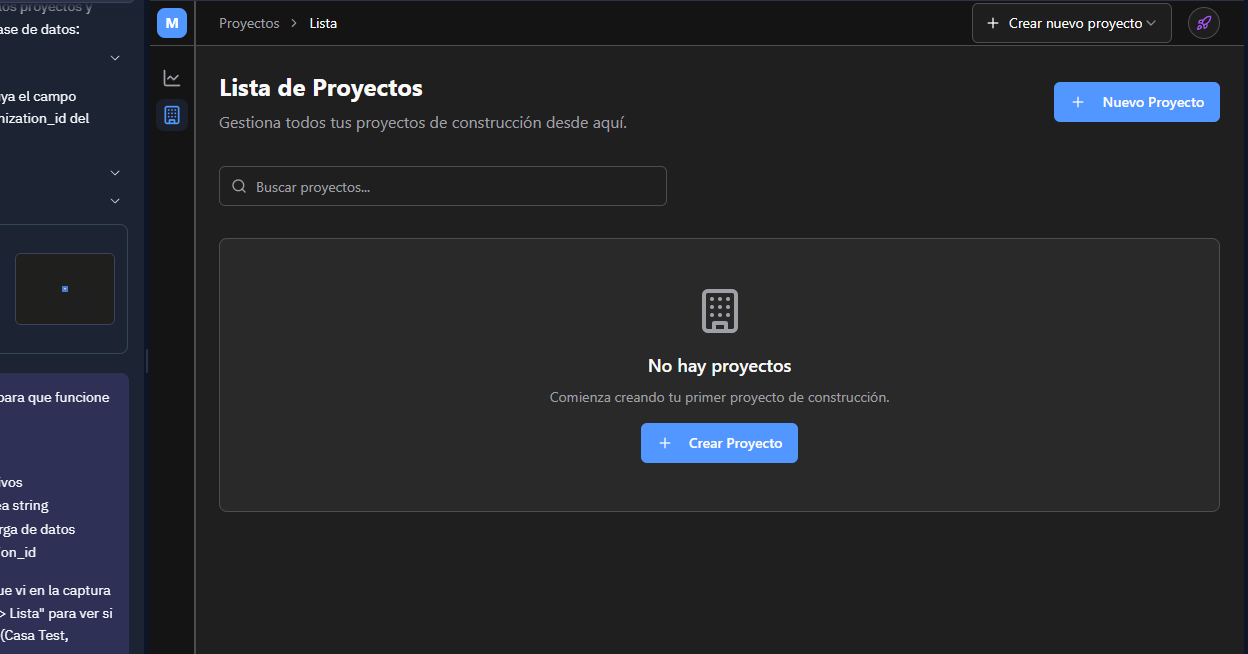 os proyectos y
ase de datos:
ya el campo
nization_id del
para que funcione
ivos
ea string
rga de datos
on_id
ue vi en la captura
> Lista" para ver si
(Casa Test,
M
Proyectos > Lista
+ Crear nuevo proyecto
Lista de Proyectos
Gestiona todos tus proyectos de construcción desde aquí.
+ Nuevo Proyecto
Buscar proyectos...
No hay proyectos
Comienza creando tu primer proyecto de construcción.
+ Crear Proyecto